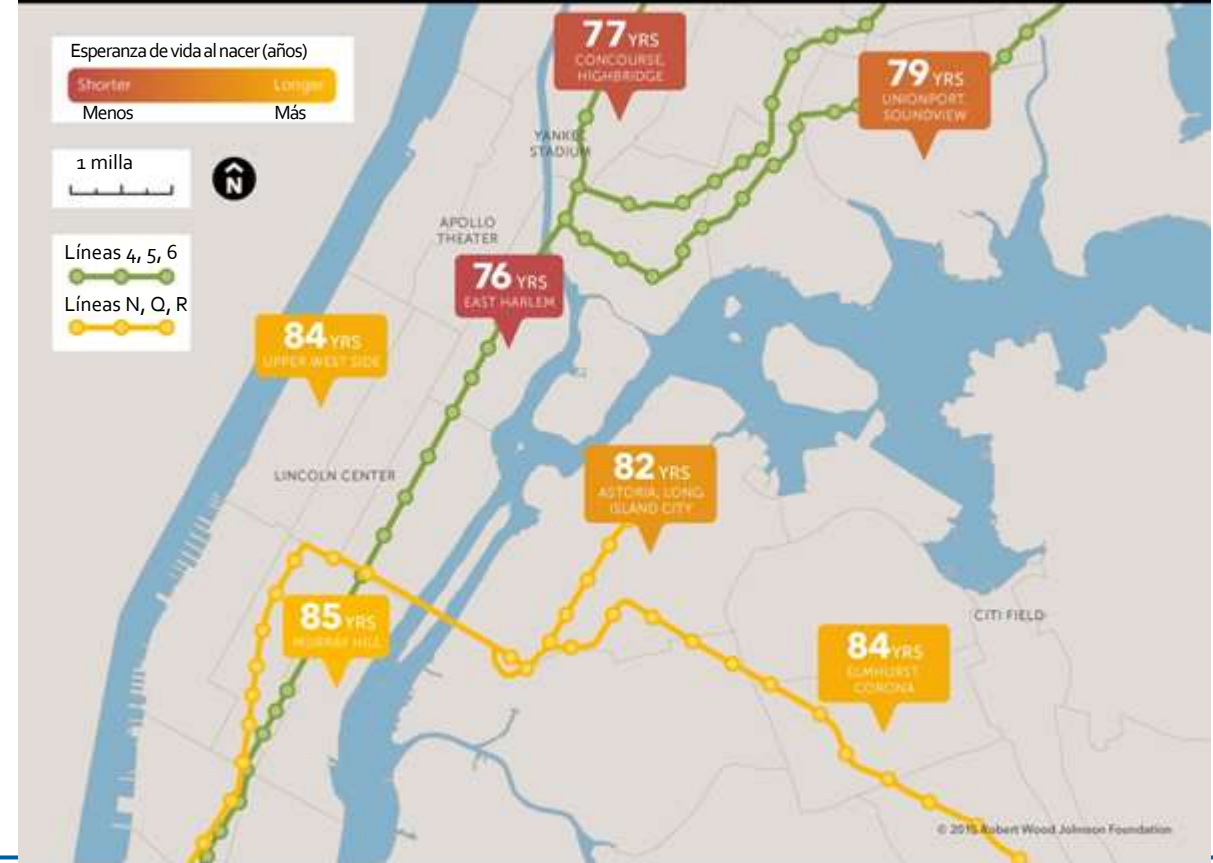 Esperanza de vida al nacer (años)
Shorter Longer
Menos Más
1 milla
N
Líneas 4, 5, 6
Líneas N, Q, R
77 YRS
CONCOURSE,
HIGHBRIDGE
79 YRS
UNIONPORT,
SOUNDVIEW
YANKEE
STADIUM
APOLLO
THEATER
76 YRS
EAST HARLEM
84 YRS
UPPER WEST SIDE
LINCOLN CENTER
82 YRS
ASTORIA, LONG
ISLAND CITY
85 YRS
MURRAY HILL
CITI FIELD
84 YRS
ELMHURST,
CORONA
© 2015 Robert Wood Johnson Foundation